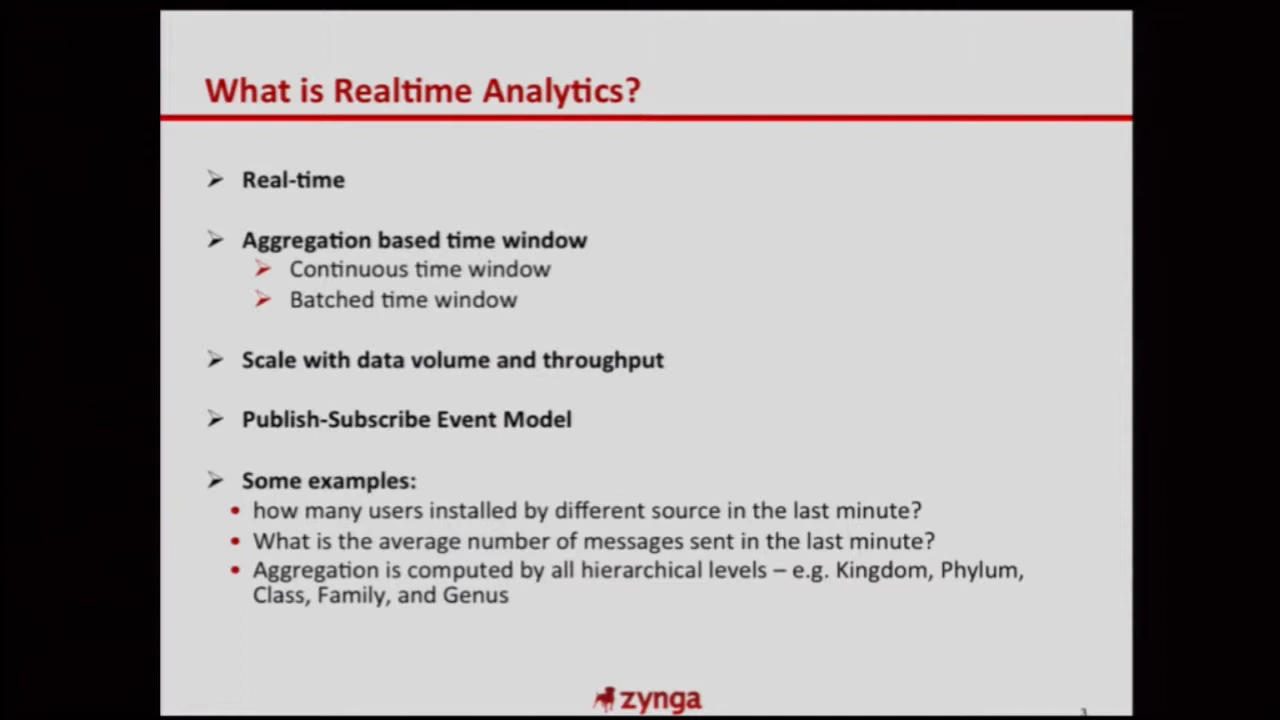 What is Realtime Analytics?
Real-time
Aggregation based time window
Continuous time window
Batched time window
Scale with data volume and throughput
Publish-Subscribe Event Model
Some examples:
how many users installed by different source in the last minute?
What is the average number of messages sent in the last minute?
Aggregation is computed by all hierarchical levels – e.g. Kingdom, Phylum,
Class, Family, and Genus
zynga
3